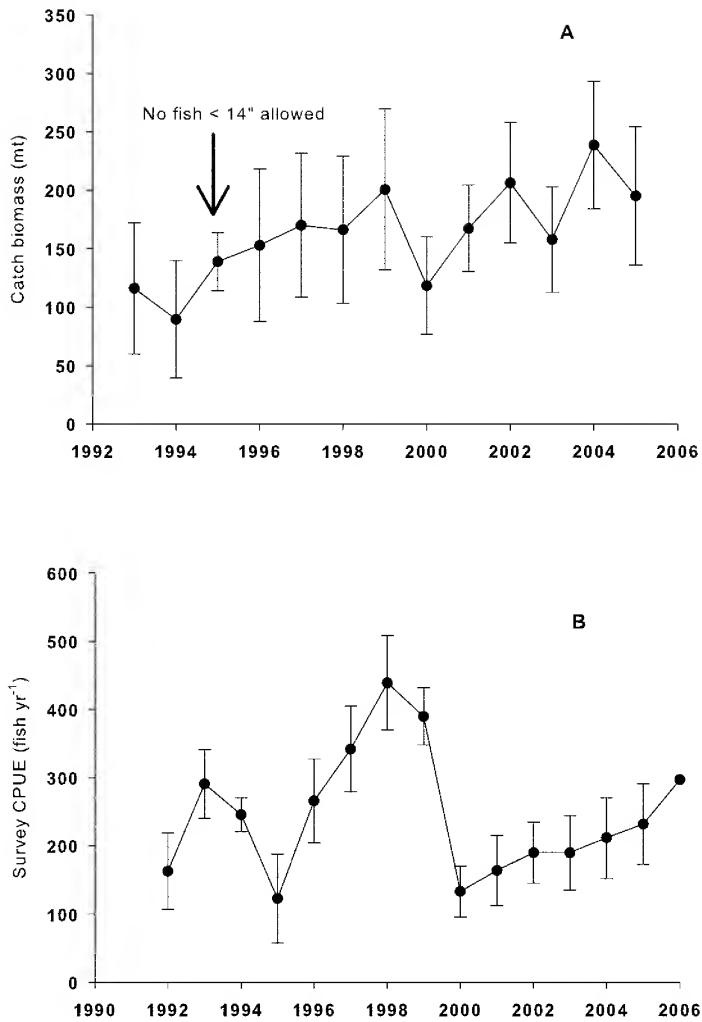 A
350
300
250
200
150
100
50
0
Catch biomass (mt)
No fish < 14" allowed
1992 1994 1996 1998 2000 2002 2004 2006
B
600
500
400
300
200
100
0
Survey CPUE (fish yr⁻¹)
1990 1992 1994 1996 1998 2000 2002 2004 2006